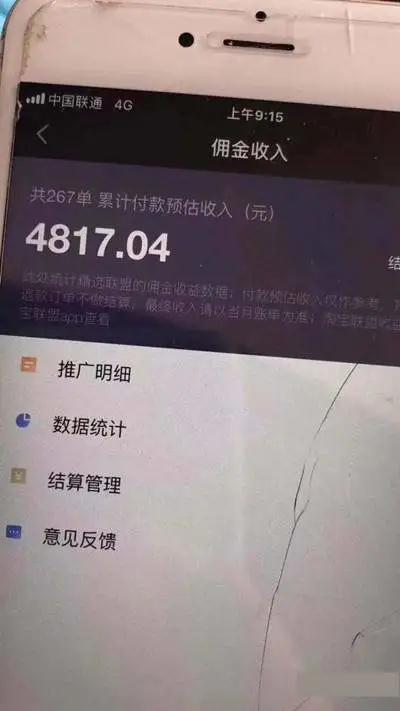 中国联通 4G
上午9:15
佣金收入
共267单 累计付款预估收入（元）
4817.04
结
此处统计精选联盟的佣金收益数据，付款预估收入仅作参考，
退款订单不做结算，最终收入请以当月账单为准；淘宝联盟收益
宝联盟app查看
推广明细
数据统计
结算管理
意见反馈